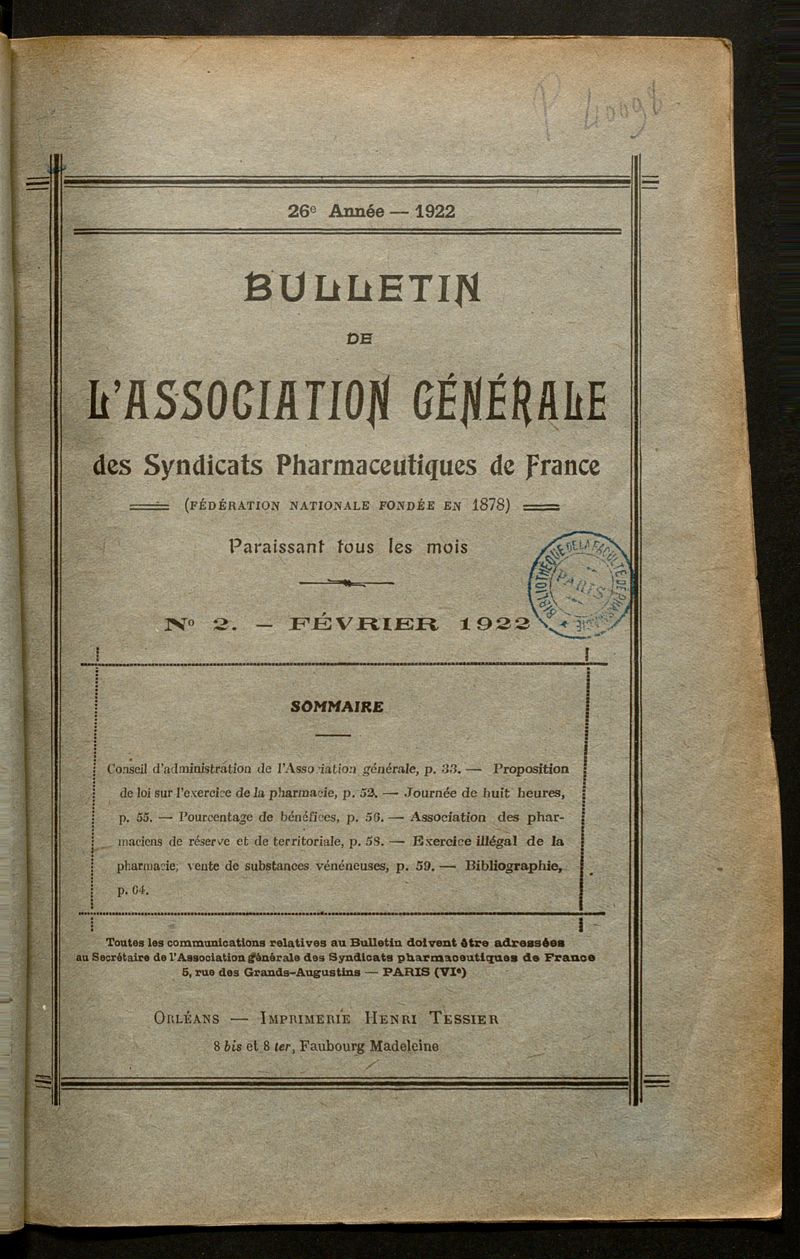 P 40098
26e Année — 1922
BULLETIN
DE
L'ASSOCIATION GÉNÉRALE
des Syndicats Pharmaceutiques de France
(FÉDÉRATION NATIONALE FONDÉE EN 1878)
Paraissant tous les mois
BIBLIOTHÈQUE DE LA FACULTÉ DE PHARMACIE
PARIS
No 2. — FÉVRIER 1922
SOMMAIRE
Conseil d'administration de l'Association générale, p. 33. — Proposition
de loi sur l'exercice de la pharmacie, p. 52. — Journée de huit heures,
p. 55. — Pourcentage de bénéfices, p. 56. — Association des phar-
maciens de réserve et de territoriale, p. 58. — Exercice illégal de la
pharmacie, vente de substances vénéneuses, p. 59. — Bibliographie,
p. 64.
Toutes les communications relatives au Bulletin doivent être adressées
au Secrétaire de l'Association générale des Syndicats pharmaceutiques de France
5, rue des Grands-Augustins — PARIS (VIe)
ORLÉANS — IMPRIMERIE HENRI TESSIER
8 bis et 8 ter, Faubourg Madeleine